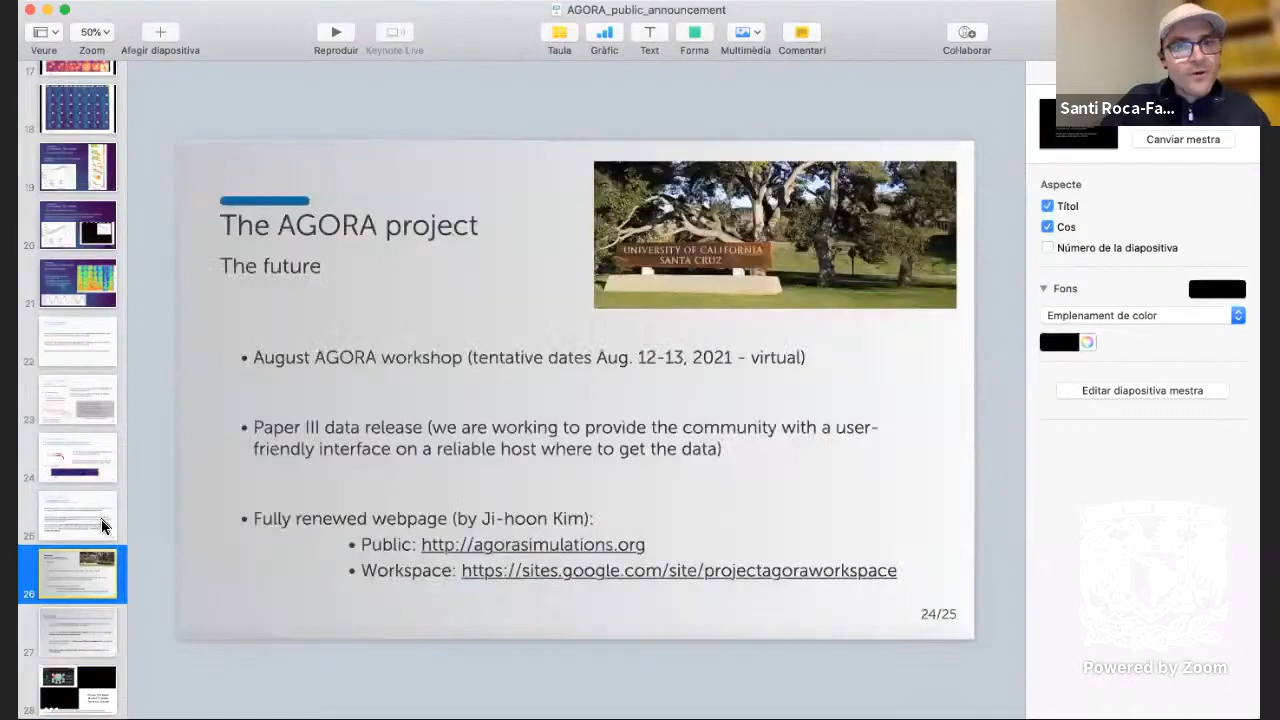 AGORA_public_announcement
50%
Veure
Zoom
Afegir diapositiva
Reproduir
Keynote Live
Taula
Gràfic
Text
Forma
Multimèdia
Comentari
Col·laborar
Santi Roca-Fa...
Canviar mestra
Aspecte
Títol
Cos
Número de la diapositiva
Fons
Emplenament de color
Editar diapositiva mestra
17
18
19
20
21
22
23
24
25
26
27
28
UNIVERSITY OF CALIFORNIA
SANTA CRUZ
The AGORA project
The future
• August AGORA workshop (tentative dates Aug. 12-13, 2021 - virtual)
• Paper III data release (we are working to provide the community with a user-
friendly interface on a reliable host where to get the data)
• Fully renewed webpage (by Ji-hoon Kim):
• Public: http://agorasimulations.org
• Workspace: https://sites.google.com/site/projectagoraworkspace
24/25
Powered by Zoom